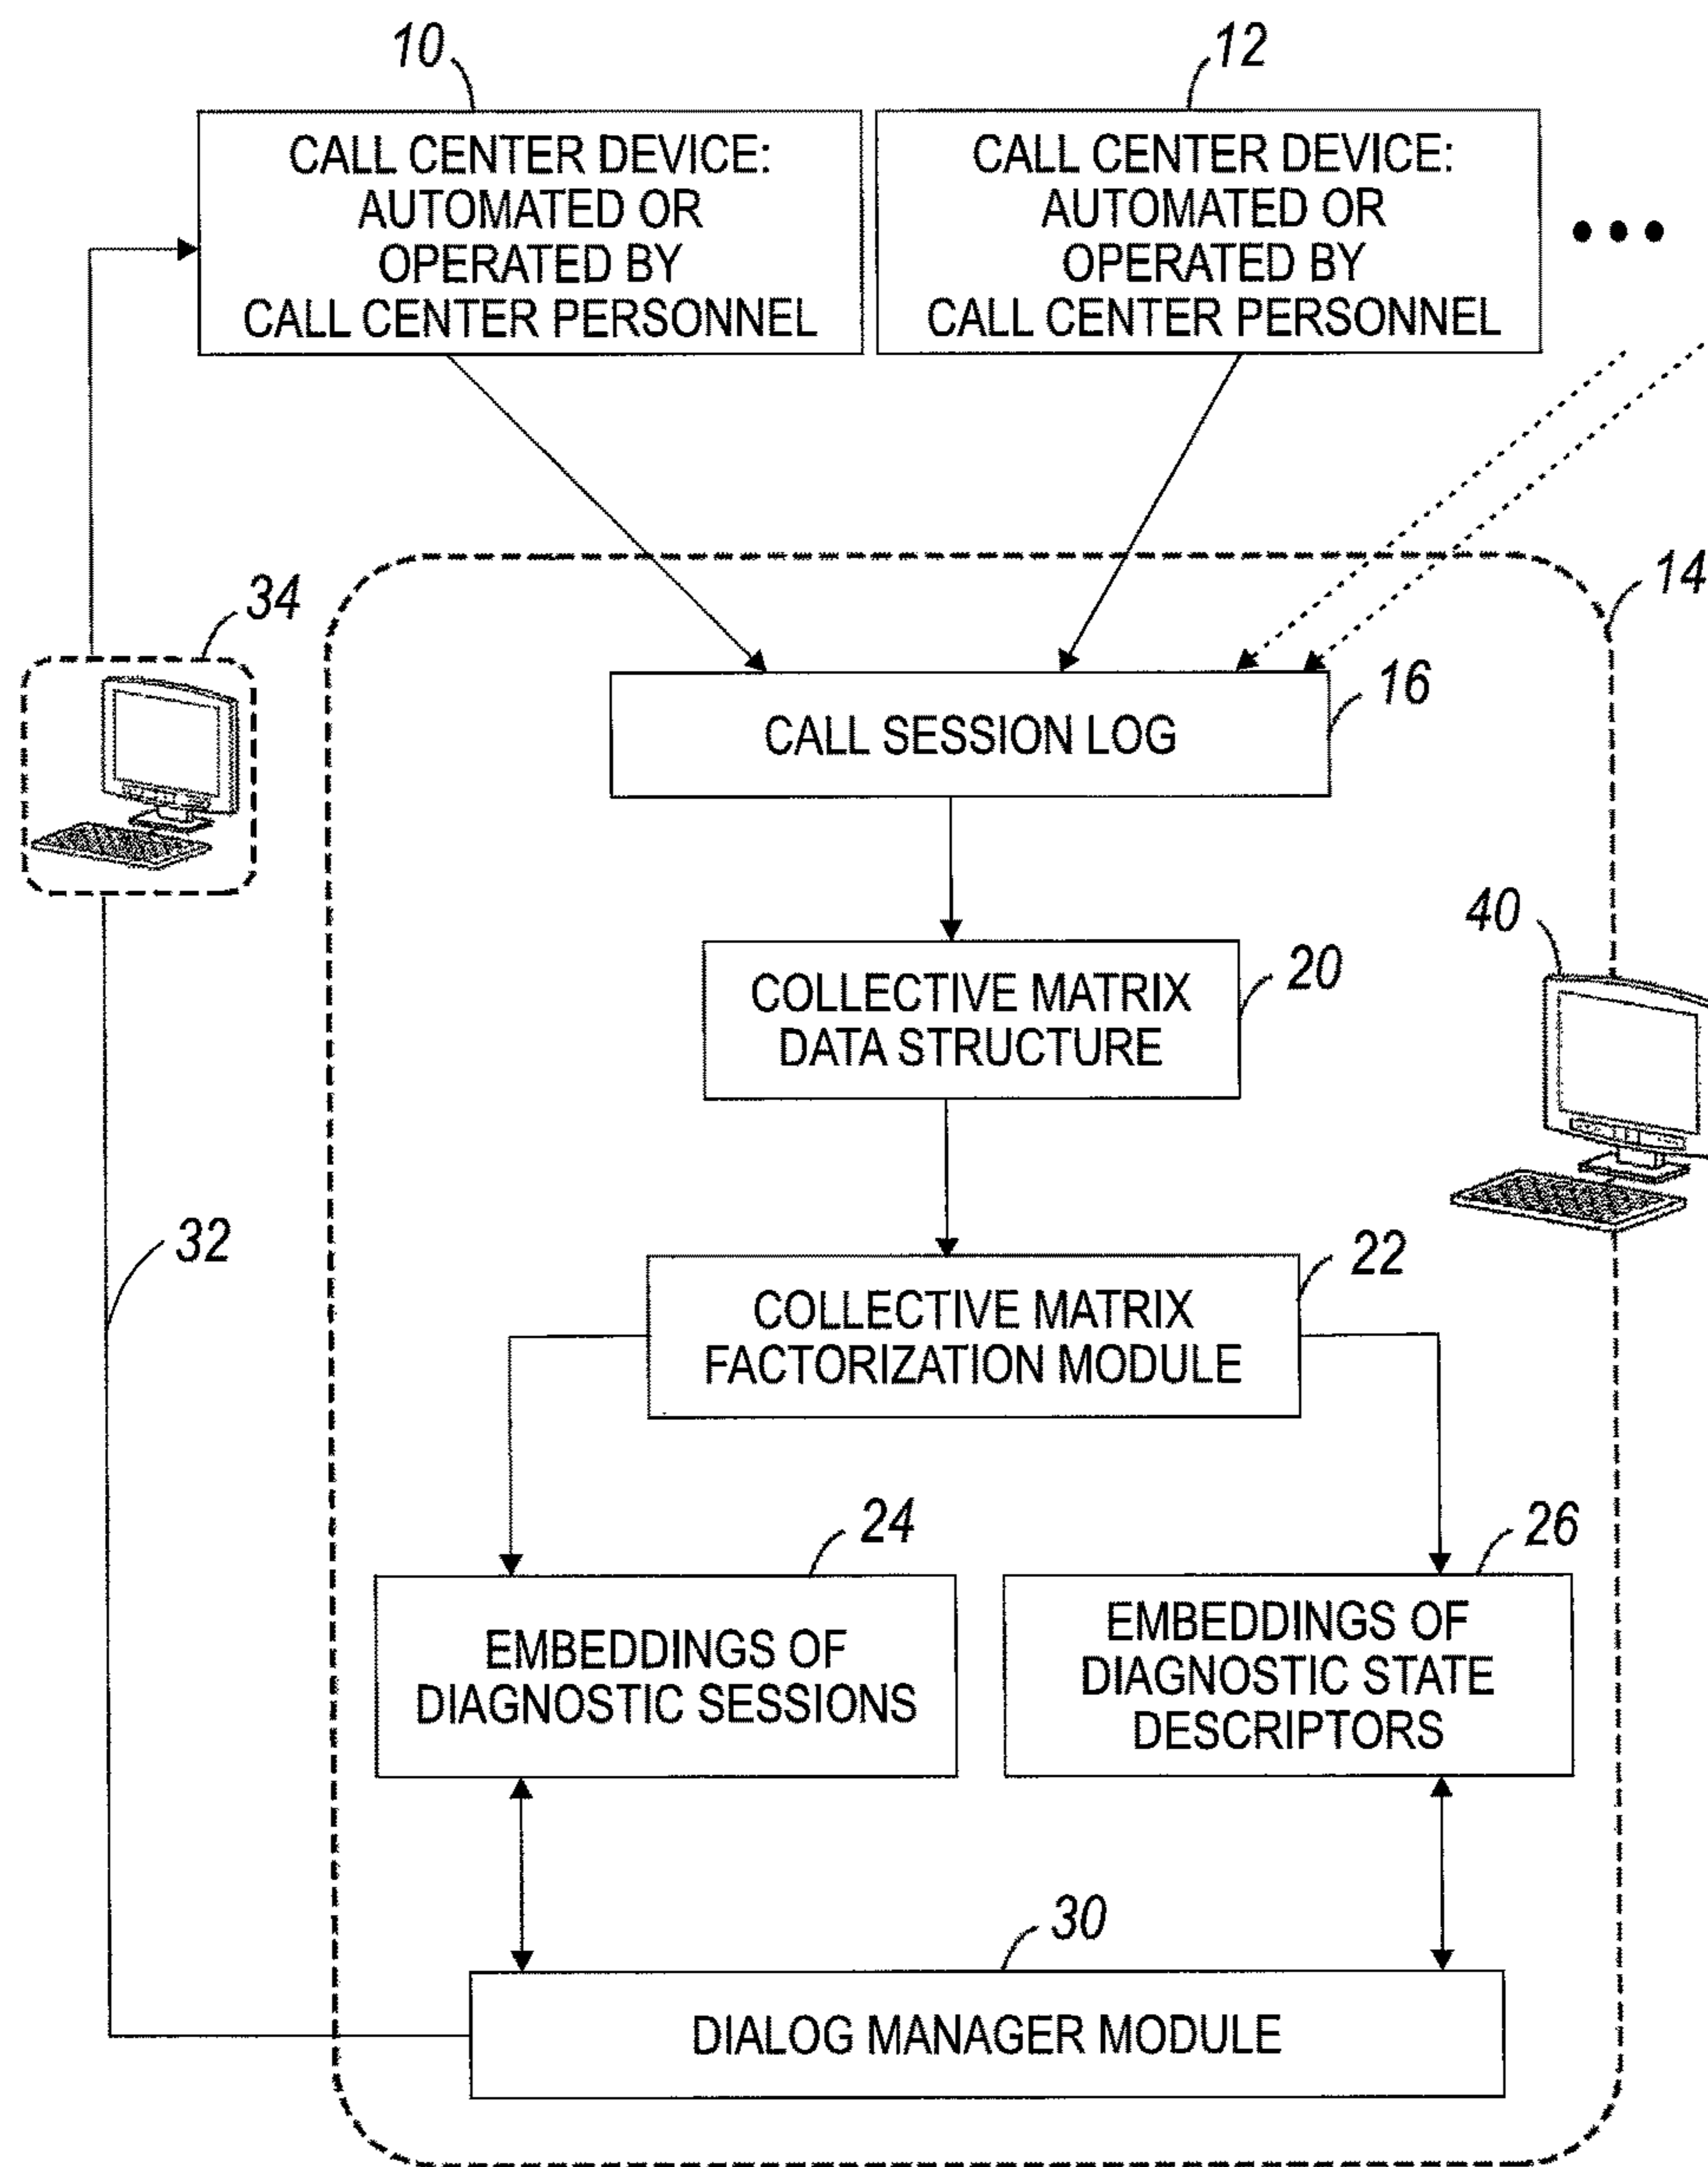 10
12
CALL CENTER DEVICE:
AUTOMATED OR
OPERATED BY
CALL CENTER PERSONNEL
CALL CENTER DEVICE:
AUTOMATED OR
OPERATED BY
CALL CENTER PERSONNEL
14
34
16
CALL SESSION LOG
40
20
COLLECTIVE MATRIX
DATA STRUCTURE
32
22
COLLECTIVE MATRIX
FACTORIZATION MODULE
24
26
EMBEDDINGS OF
DIAGNOSTIC SESSIONS
EMBEDDINGS OF
DIAGNOSTIC STATE
DESCRIPTORS
30
DIALOG MANAGER MODULE